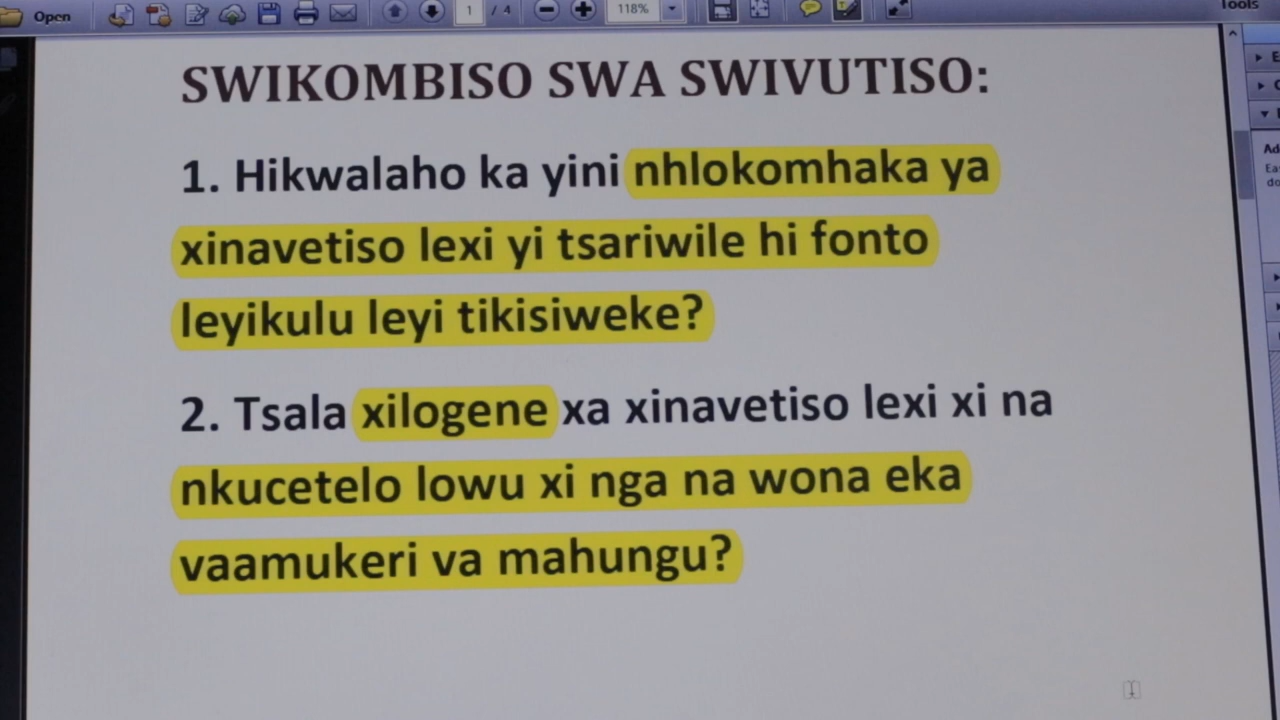 Open
1 / 4
118%
Tools
SWIKOMBISO SWA SWIVUTISO:
1. Hikwalaho ka yini nhlokomhaka ya
xinavetiso lexi yi tsariwile hi fonto
leyikulu leyi tikisiweke?
2. Tsala xilogene xa xinavetiso lexi xi na
nkucetelo lowu xi nga na wona eka
vaamukeri va mahungu?